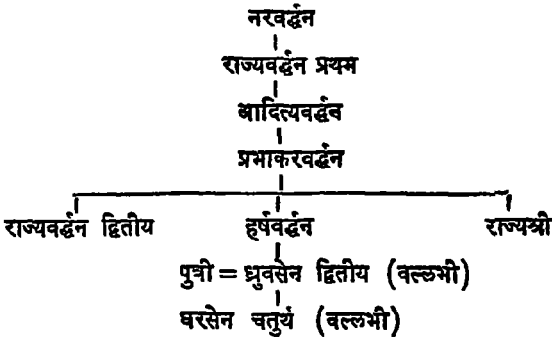 नरवर्द्धन
राज्यवर्द्धन प्रथम
आदित्यवर्द्धन
प्रभाकरवर्द्धन
राज्यवर्द्धन द्वितीय हर्षवर्द्धन राज्यश्री
पुत्री = ध्रुवसेन द्वितीय (वल्लभी)
धरसेन चतुर्थ (वल्लभी)